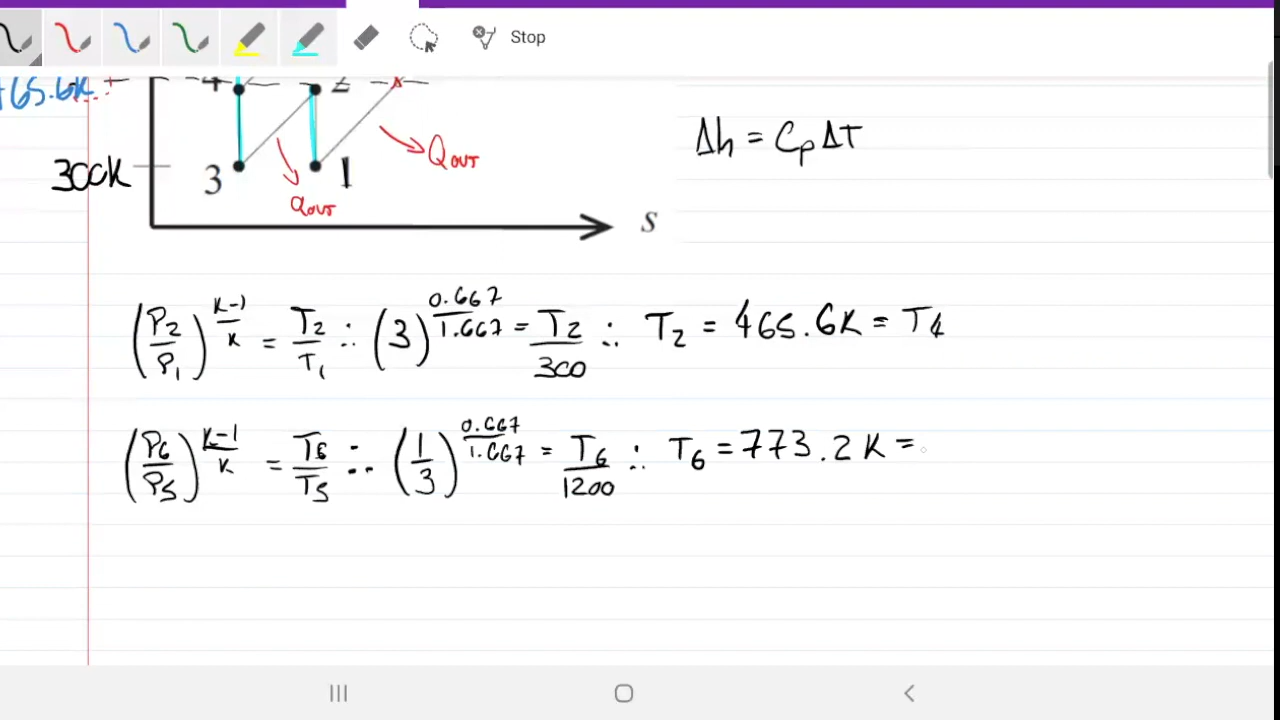 Stop
465.6K
4 2
300K
3 1
Qout
qout
s
Δh = CpΔT
(P2/P1)^(k-1/k) = T2/T1 ∴ (3)^(0.667/1.667) = T2/300 ∴ T2 = 465.6K = T4
(P6/P5)^(k-1/k) = T6/T5 ∴ (1/3)^(0.667/1.667) = T6/1200 ∴ T6 = 773.2K =